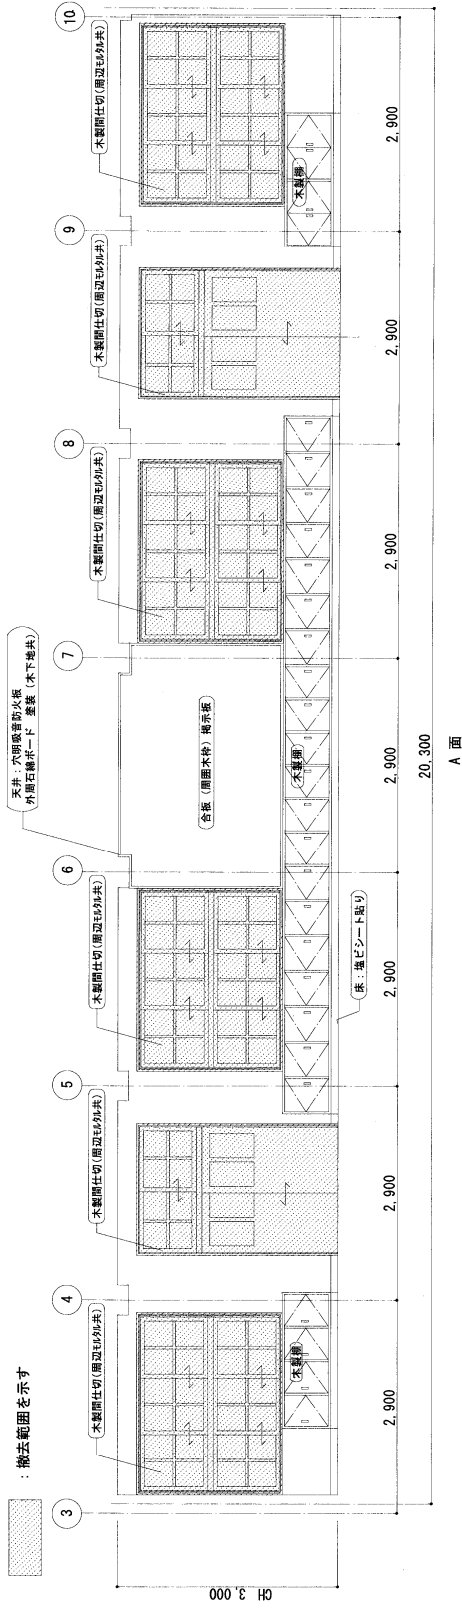 ：撤去範囲を示す
天井：穴明吸音防火板
外周石綿ボード　塗装（木下地共）
3
4
5
6
7
8
9
10
木製間仕切(周辺モルタル共)
木製間仕切(周辺モルタル共)
木製間仕切(周辺モルタル共)
木製間仕切(周辺モルタル共)
木製間仕切(周辺モルタル共)
木製間仕切(周辺モルタル共)
合板（周囲木枠）掲示板
木製棚
木製棚
木製棚
床：塩ビシート貼り
CH 3,000
2,900
2,900
2,900
2,900
2,900
2,900
2,900
20,300
A 面